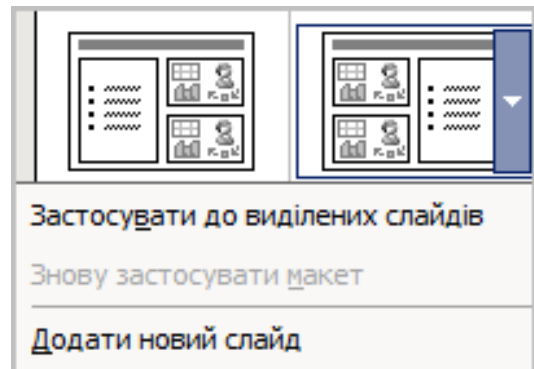 Застосувати до виділених слайдів
Знову застосувати макет
Додати новий слайд